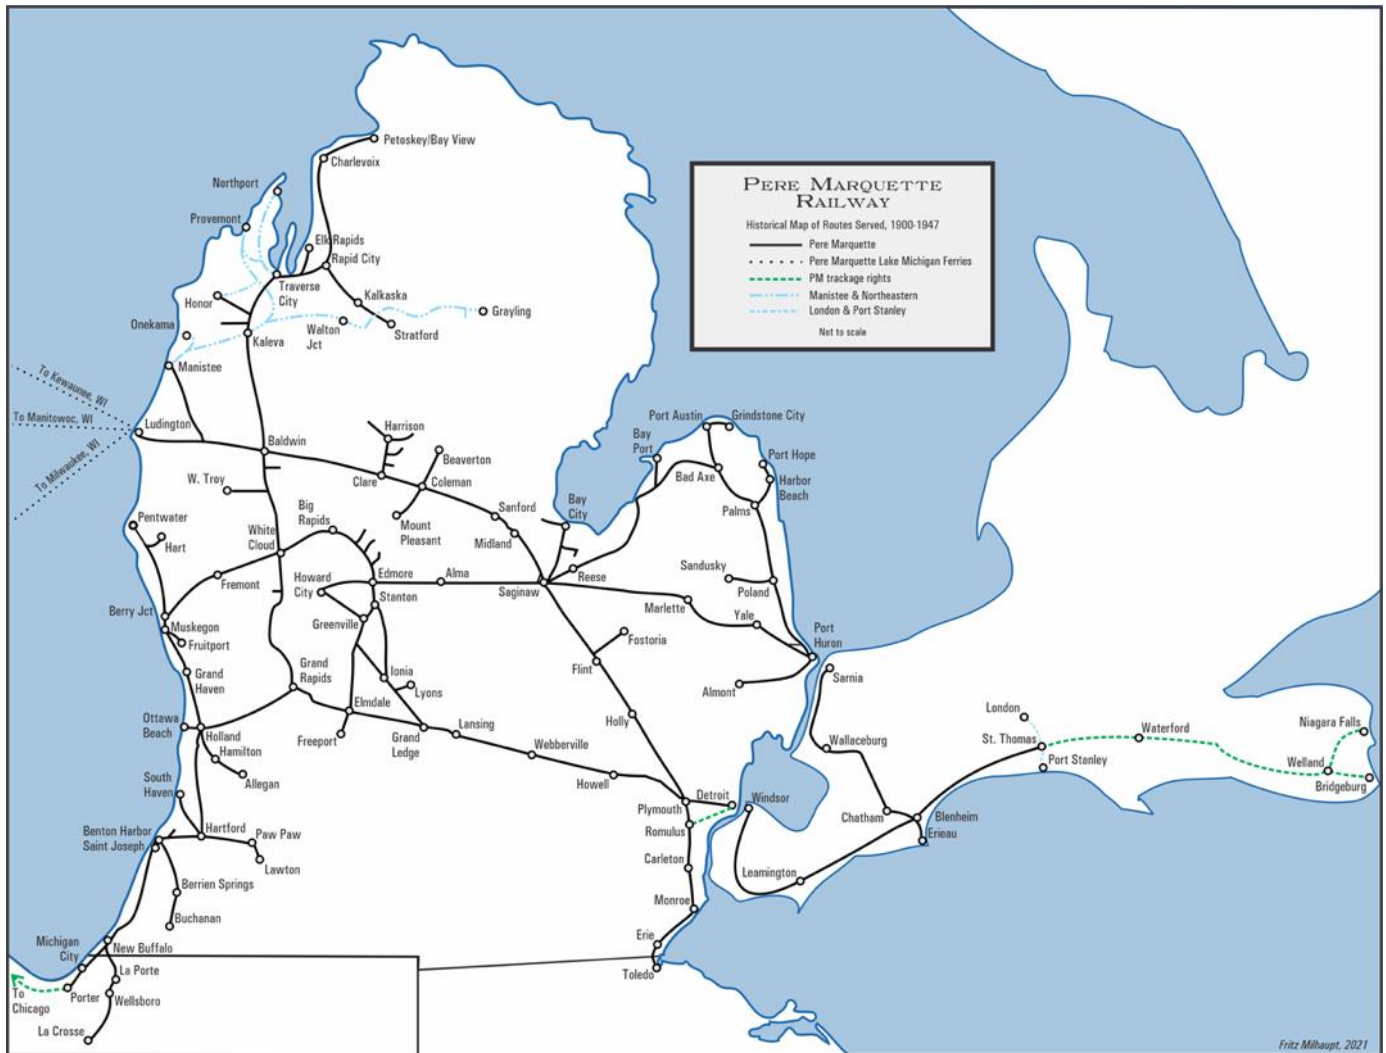 Petoskey/Bay View
Charlevoix
Northport
Provemont
Elk Rapids
Rapid City
Traverse
City
Honor
Kalkaska
Grayling
Onekama
Walton
Jct
Stratford
Kaleva
Manistee
PERE MARQUETTE
RAILWAY
Historical Map of Routes Served, 1900-1947
Pere Marquette
Pere Marquette Lake Michigan Ferries
PM trackage rights
Manistee & Northeastern
London & Port Stanley
Not to scale
To Kewaunee, WI
To Manitowoc, WI
To Milwaukee, WI
Ludington
Baldwin
Harrison
Beaverton
Clare
Coleman
W. Troy
Mount
Pleasant
Sanford
Midland
Bay
City
Bay
Port
Port Austin
Grindstone City
Bad Axe
Port Hope
Harbor
Beach
Palms
Pentwater
Hart
White
Cloud
Big
Rapids
Fremont
Howard
City
Edmore
Alma
Saginaw
Reese
Stanton
Greenville
Sandusky
Poland
Marlette
Yale
Port
Huron
Berry Jct
Muskegon
Fruitport
Grand
Haven
Grand
Rapids
Ionia
Lyons
Fostoria
Flint
Almont
Sarnia
Elmdale
Holly
Ottawa
Beach
Holland
Hamilton
Allegan
Freeport
Grand
Ledge
Lansing
Webberville
Howell
Wallaceburg
London
St. Thomas
Port Stanley
Waterford
Niagara Falls
Welland
Bridgeburg
South
Haven
Hartford
Paw Paw
Lawton
Benton Harbor
Saint Joseph
Plymouth
Detroit
Windsor
Romulus
Chatham
Blenheim
Erieau
Carleton
Leamington
Berrien Springs
Buchanan
Monroe
Michigan
City
New Buffalo
Erie
Toledo
La Porte
To
Chicago
Porter
Wellsboro
La Crosse
Fritz Milhaupt, 2021